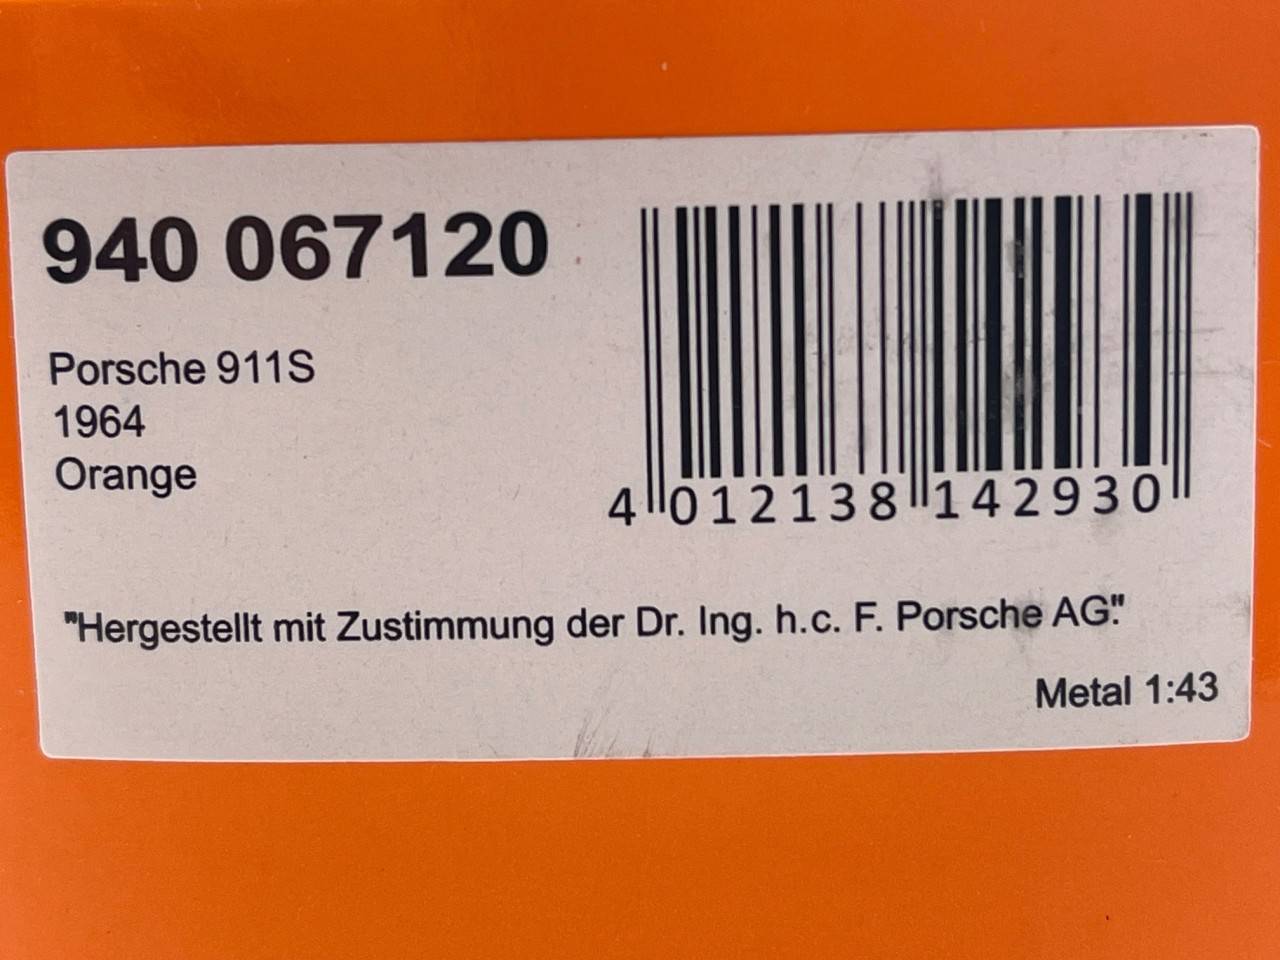 940 067120
Porsche 911S
1964
Orange
4 012138 142930
"Hergestellt mit Zustimmung der Dr. Ing. h.c. F. Porsche AG."
Metal 1:43